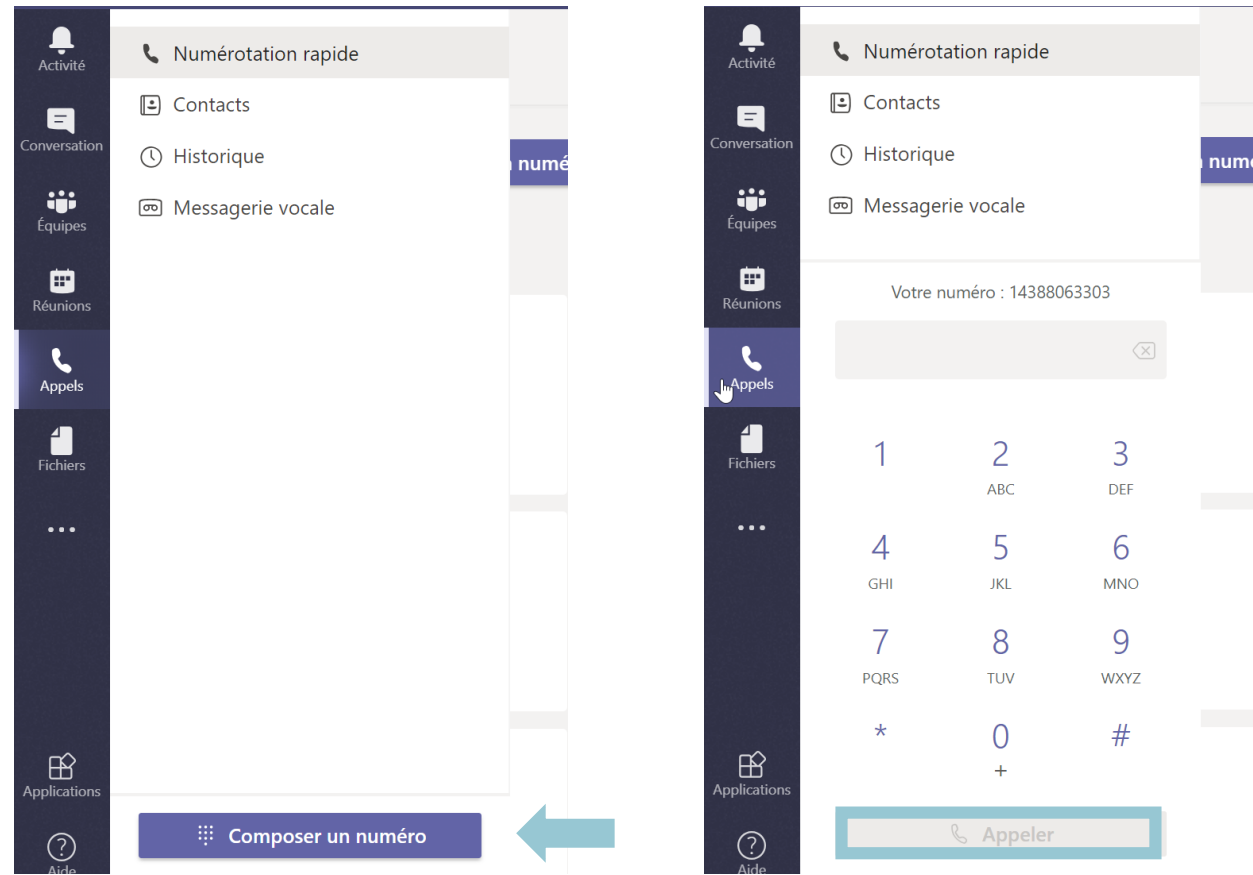 Activité
Conversation
Équipes
Réunions
Appels
Fichiers
Applications
Aide
Numérotation rapide
Contacts
Historique
Messagerie vocale
numé
Composer un numéro
Activité
Conversation
Équipes
Réunions
Appels
Fichiers
Applications
Aide
Numérotation rapide
Contacts
Historique
Messagerie vocale
numé
Votre numéro : 14388063303
1 2 3
ABC DEF
4 5 6
GHI JKL MNO
7 8 9
PQRS TUV WXYZ
* 0 #
+
Appeler